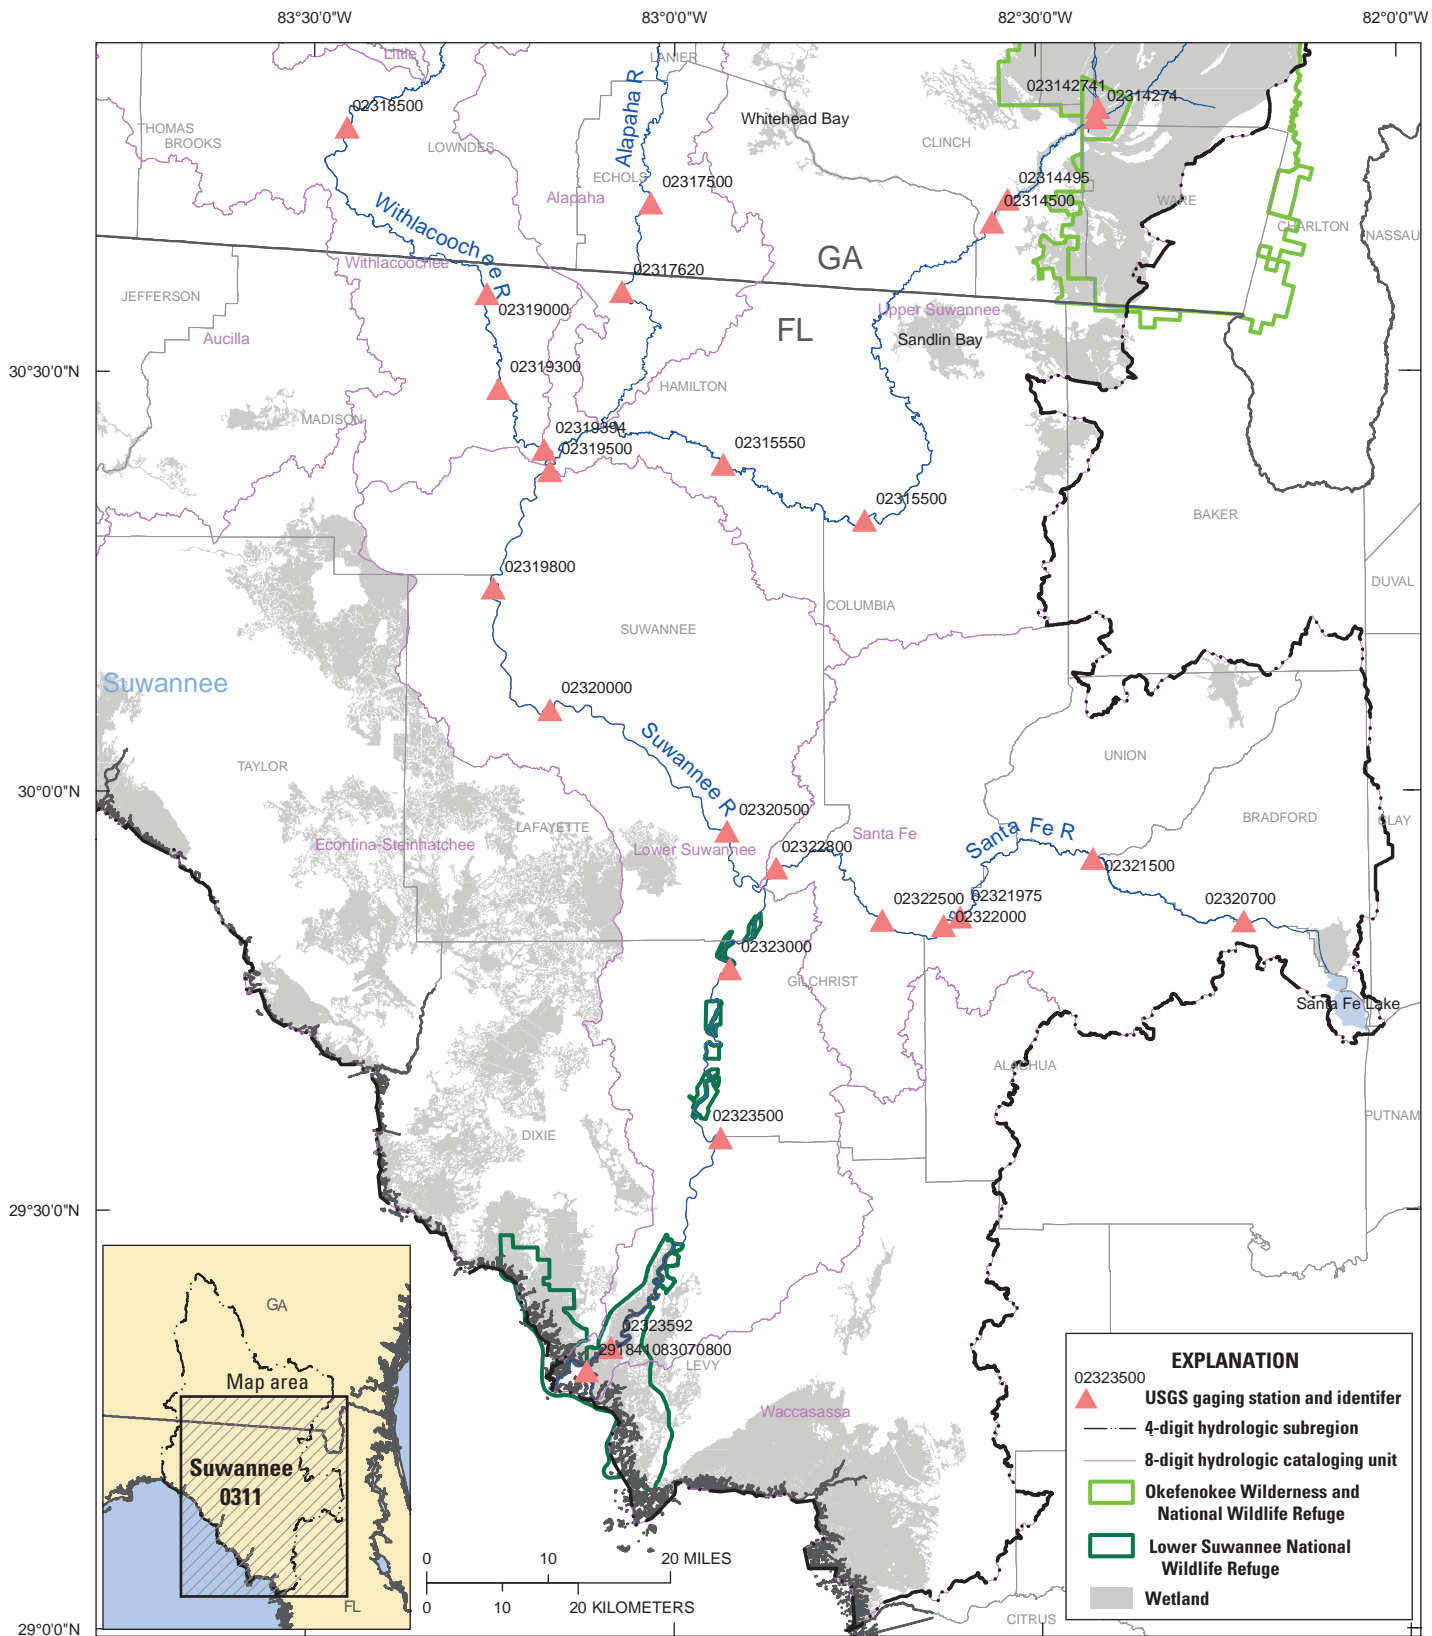 83°30'0"W
83°0'0"W
82°30'0"W
82°0'0"W
Little
LANIER
Alapaha R
02318500
THOMAS
BROOKS
LOWNDES
Whitehead Bay
023142741
02314274
CLINCH
ECHOLS
02317500
Alapaha
02314495
02314500
WARE
CHARLTON
NASSAU
Withlacoochee R
Withlacoochee
GA
02317620
JEFFERSON
02319000
Upper Suwannee
FL
Sandlin Bay
Aucilla
30°30'0"N
02319300
HAMILTON
MADISON
02319394
02319500
02315550
02315500
BAKER
02319800
DUVAL
COLUMBIA
SUWANNEE
Suwannee
02320000
Suwannee R
TAYLOR
UNION
30°0'0"N
02320500
LAFAYETTE
Santa Fe
Santa Fe R
BRADFORD
CLAY
Econfina-Steinhatchee
Lower Suwannee
02322800
02321500
02322500
02321975
02322000
02320700
02323000
GILCHRIST
Santa Fe Lake
ALACHUA
02323500
PUTNAM
DIXIE
29°30'0"N
02323592
291841083070800
LEVY
Waccasassa
GA
Map area
Suwannee
0311
FL
EXPLANATION
02323500
USGS gaging station and identifer
4-digit hydrologic subregion
8-digit hydrologic cataloging unit
Okefenokee Wilderness and
National Wildlife Refuge
Lower Suwannee National
Wildlife Refuge
Wetland
0 10 20 MILES
0 10 20 KILOMETERS
CITRUS
29°0'0"N